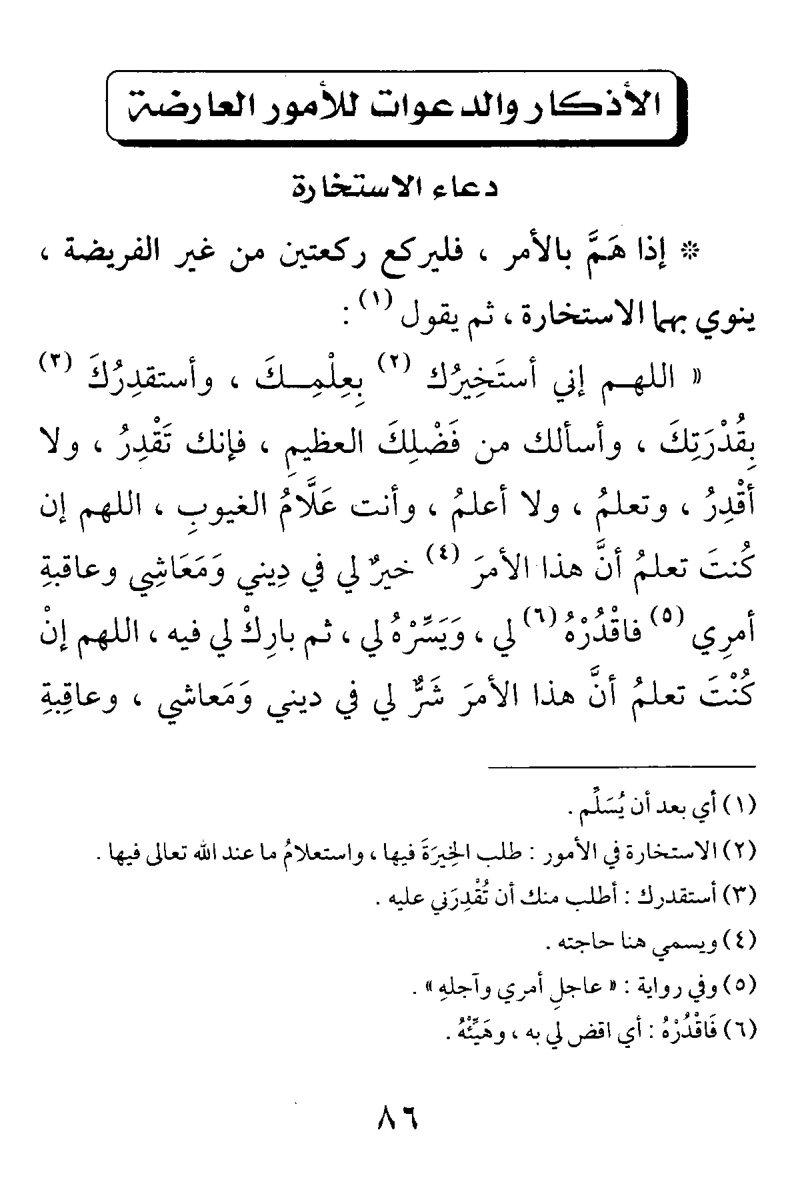 الأذكار والدعوات للأمور العارضة
دعاء الاستخارة
* إذا هَمَّ بالأمر ، فليركع ركعتين من غير الفريضة ،
ينوي بهما الاستخارة ، ثم يقول (١) :
« اللهم إني أستَخِيرُك (٢) بِعِلْمِكَ ، وأستقدِرُكَ (٣)
بِقُدْرَتِكَ ، وأسألك من فَضْلِكَ العظيمِ ، فإنك تَقْدِرُ ، ولا
أقْدِرُ ، وتعلمُ ، ولا أعلمُ ، وأنت عَلَّامُ الغيوبِ ، اللهم إن
كُنتَ تعلمُ أنَّ هذا الأمرَ (٤) خيرٌ لي في دِيني وَمَعَاشِي وعاقبةِ
أمرِي (٥) فاقْدُرْهُ (٦) لي ، وَيَسِّرْهُ لي ، ثم بارِكْ لي فيه ، اللهم إنْ
كُنْتَ تعلمُ أنَّ هذا الأمرَ شَرٌّ لي في ديني وَمَعاشي ، وعاقِبةِ
(١) أي بعد أن يُسَلِّم .
(٢) الاستخارة في الأمور : طلب الخِيرَةَ فيها ، واستعلامُ ما عند الله تعالى فيها .
(٣) أستقدرك : أطلب منك أن تُقْدِرَني عليه .
(٤) ويسمي هنا حاجته .
(٥) وفي رواية : « عاجلِ أمري وآجلهِ » .
(٦) فَاقْدُرْهُ : أي اقض لي به ، وهَيِّئْهُ .
٨٦